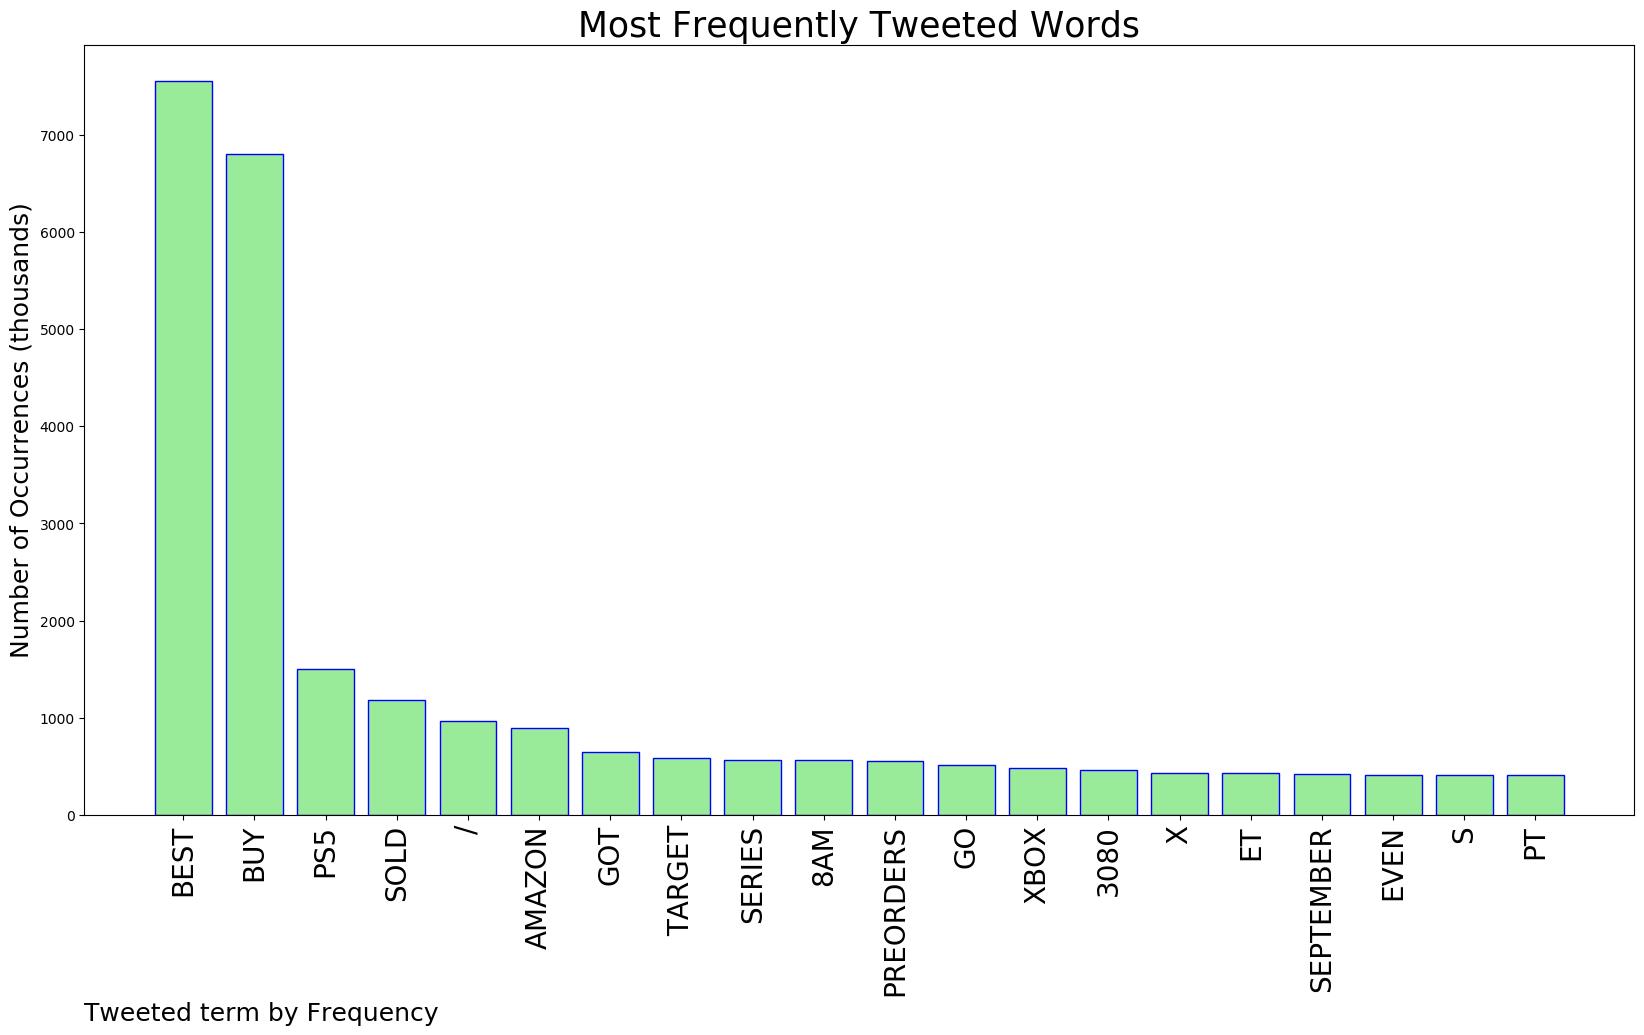 Most Frequently Tweeted Words
Number of Occurrences (thousands)
7000
6000
5000
4000
3000
2000
1000
0
BEST
BUY
PS5
SOLD
/
AMAZON
GOT
TARGET
SERIES
8AM
PREORDERS
GO
XBOX
3080
X
ET
SEPTEMBER
EVEN
S
PT
Tweeted term by Frequency